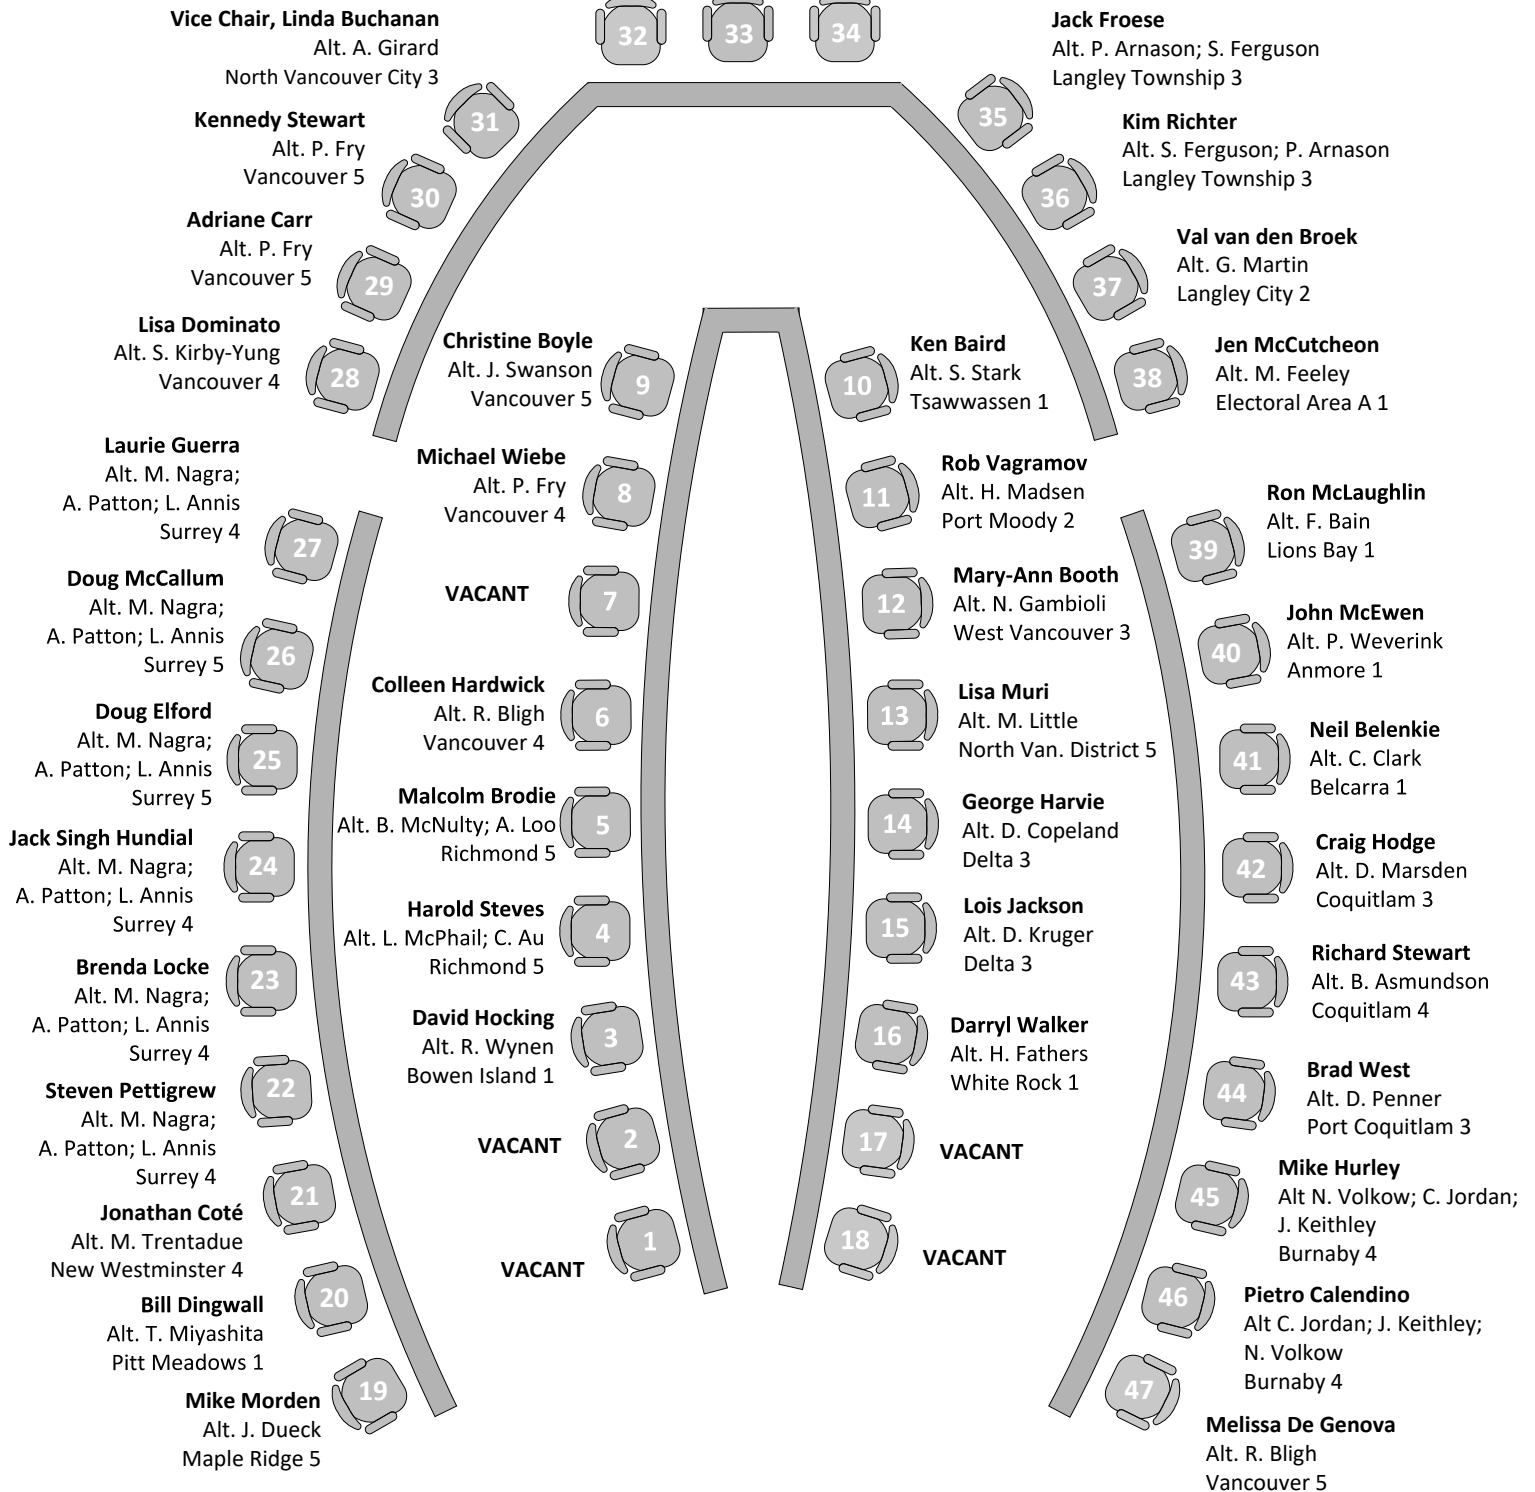 32
33
34
Vice Chair, Linda Buchanan
Alt. A. Girard
North Vancouver City 3
31
Kennedy Stewart
Alt. P. Fry
Vancouver 5
30
Adriane Carr
Alt. P. Fry
Vancouver 5
29
Lisa Dominato
Alt. S. Kirby-Yung
Vancouver 4
28
Jack Froese
Alt. P. Arnason; S. Ferguson
Langley Township 3
35
Kim Richter
Alt. S. Ferguson; P. Arnason
Langley Township 3
36
Val van den Broek
Alt. G. Martin
Langley City 2
37
Jen McCutcheon
Alt. M. Feeley
Electoral Area A 1
38
Laurie Guerra
Alt. M. Nagra;
A. Patton; L. Annis
Surrey 4
27
Doug McCallum
Alt. M. Nagra;
A. Patton; L. Annis
Surrey 5
26
Doug Elford
Alt. M. Nagra;
A. Patton; L. Annis
Surrey 5
25
Jack Singh Hundial
Alt. M. Nagra;
A. Patton; L. Annis
Surrey 4
24
Brenda Locke
Alt. M. Nagra;
A. Patton; L. Annis
Surrey 4
23
Steven Pettigrew
Alt. M. Nagra;
A. Patton; L. Annis
Surrey 4
22
Jonathan Coté
Alt. M. Trentadue
New Westminster 4
21
Bill Dingwall
Alt. T. Miyashita
Pitt Meadows 1
20
Mike Morden
Alt. J. Dueck
Maple Ridge 5
19
Christine Boyle
Alt. J. Swanson
Vancouver 5
9
Michael Wiebe
Alt. P. Fry
Vancouver 4
8
VACANT
7
Colleen Hardwick
Alt. R. Bligh
Vancouver 4
6
Malcolm Brodie
Alt. B. McNulty; A. Loo
Richmond 5
5
Harold Steves
Alt. L. McPhail; C. Au
Richmond 5
4
David Hocking
Alt. R. Wynen
Bowen Island 1
3
VACANT
2
VACANT
1
10
Ken Baird
Alt. S. Stark
Tsawwassen 1
11
Rob Vagramov
Alt. H. Madsen
Port Moody 2
12
Mary-Ann Booth
Alt. N. Gambioli
West Vancouver 3
13
Lisa Muri
Alt. M. Little
North Van. District 5
14
George Harvie
Alt. D. Copeland
Delta 3
15
Lois Jackson
Alt. D. Kruger
Delta 3
16
Darryl Walker
Alt. H. Fathers
White Rock 1
17
VACANT
18
VACANT
39
Ron McLaughlin
Alt. F. Bain
Lions Bay 1
40
John McEwen
Alt. P. Weverink
Anmore 1
41
Neil Belenkie
Alt. C. Clark
Belcarra 1
42
Craig Hodge
Alt. D. Marsden
Coquitlam 3
43
Richard Stewart
Alt. B. Asmundson
Coquitlam 4
44
Brad West
Alt. D. Penner
Port Coquitlam 3
45
Mike Hurley
Alt N. Volkow; C. Jordan;
J. Keithley
Burnaby 4
46
Pietro Calendino
Alt C. Jordan; J. Keithley;
N. Volkow
Burnaby 4
47
Melissa De Genova
Alt. R. Bligh
Vancouver 5